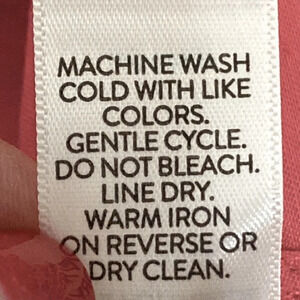 MACHINE WASH
COLD WITH LIKE
COLORS.
GENTLE CYCLE.
DO NOT BLEACH.
LINE DRY.
WARM IRON
ON REVERSE OR
DRY CLEAN.